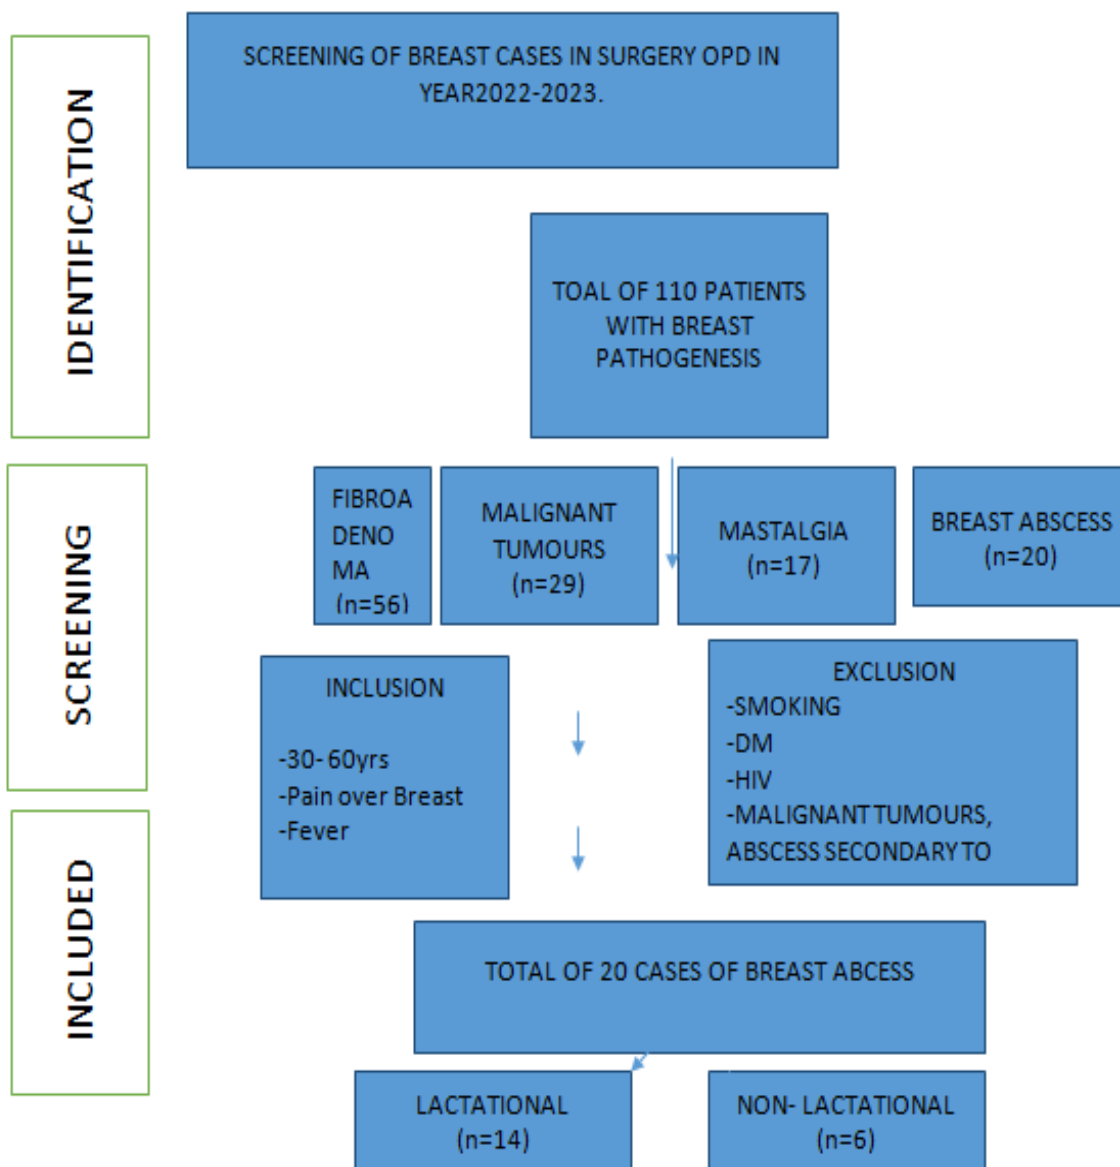 IDENTIFICATION
SCREENING OF BREAST CASES IN SURGERY OPD IN
YEAR2022-2023.
TOAL OF 110 PATIENTS
WITH BREAST
PATHOGENESIS
SCREENING
FIBROA
DENO
MA
(n=56)
MALIGNANT
TUMOURS
(n=29)
MASTALGIA
(n=17)
BREAST ABSCESS
(n=20)
INCLUSION
-30- 60yrs
-Pain over Breast
-Fever
EXCLUSION
-SMOKING
-DM
-HIV
-MALIGNANT TUMOURS,
ABSCESS SECONDARY TO
INCLUDED
TOTAL OF 20 CASES OF BREAST ABCESS
LACTATIONAL
(n=14)
NON- LACTATIONAL
(n=6)